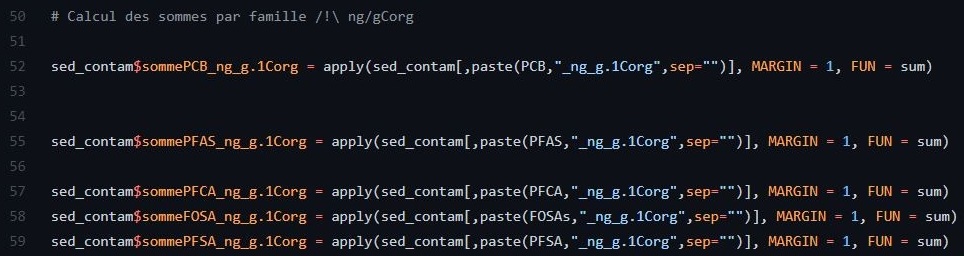 50 # Calcul des sommes par famille /!\ ng/gCorg
51
52 sed_contam$sommePCB_ng_g.1Corg = apply(sed_contam[,paste(PCB,"_ng_g.1Corg",sep="")], MARGIN = 1, FUN = sum)
53
54
55 sed_contam$sommePFAS_ng_g.1Corg = apply(sed_contam[,paste(PFAS,"_ng_g.1Corg",sep="")], MARGIN = 1, FUN = sum)
56
57 sed_contam$sommePFCA_ng_g.1Corg = apply(sed_contam[,paste(PFCA,"_ng_g.1Corg",sep="")], MARGIN = 1, FUN = sum)
58 sed_contam$sommeFOSA_ng_g.1Corg = apply(sed_contam[,paste(FOSAs,"_ng_g.1Corg",sep="")], MARGIN = 1, FUN = sum)
59 sed_contam$sommePFSA_ng_g.1Corg = apply(sed_contam[,paste(PFSA,"_ng_g.1Corg",sep="")], MARGIN = 1, FUN = sum)